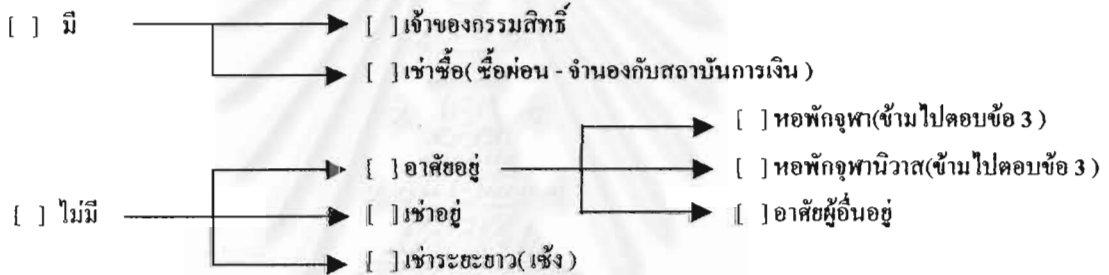 [ ] มี
[ ] เจ้าของกรรมสิทธิ์
[ ] เช่าซื้อ( ซื้อผ่อน - จำนองกับสถาบันการเงิน )
[ ] ไม่มี
[ ] อาศัยอยู่
[ ] หอพักจุฬา(ข้ามไปตอบข้อ 3 )
[ ] หอพักจุฬานิวาส(ข้ามไปตอบข้อ 3 )
[ ] อาศัยผู้อื่นอยู่
[ ] เช่าอยู่
[ ] เช่าระยะยาว( เซ้ง )